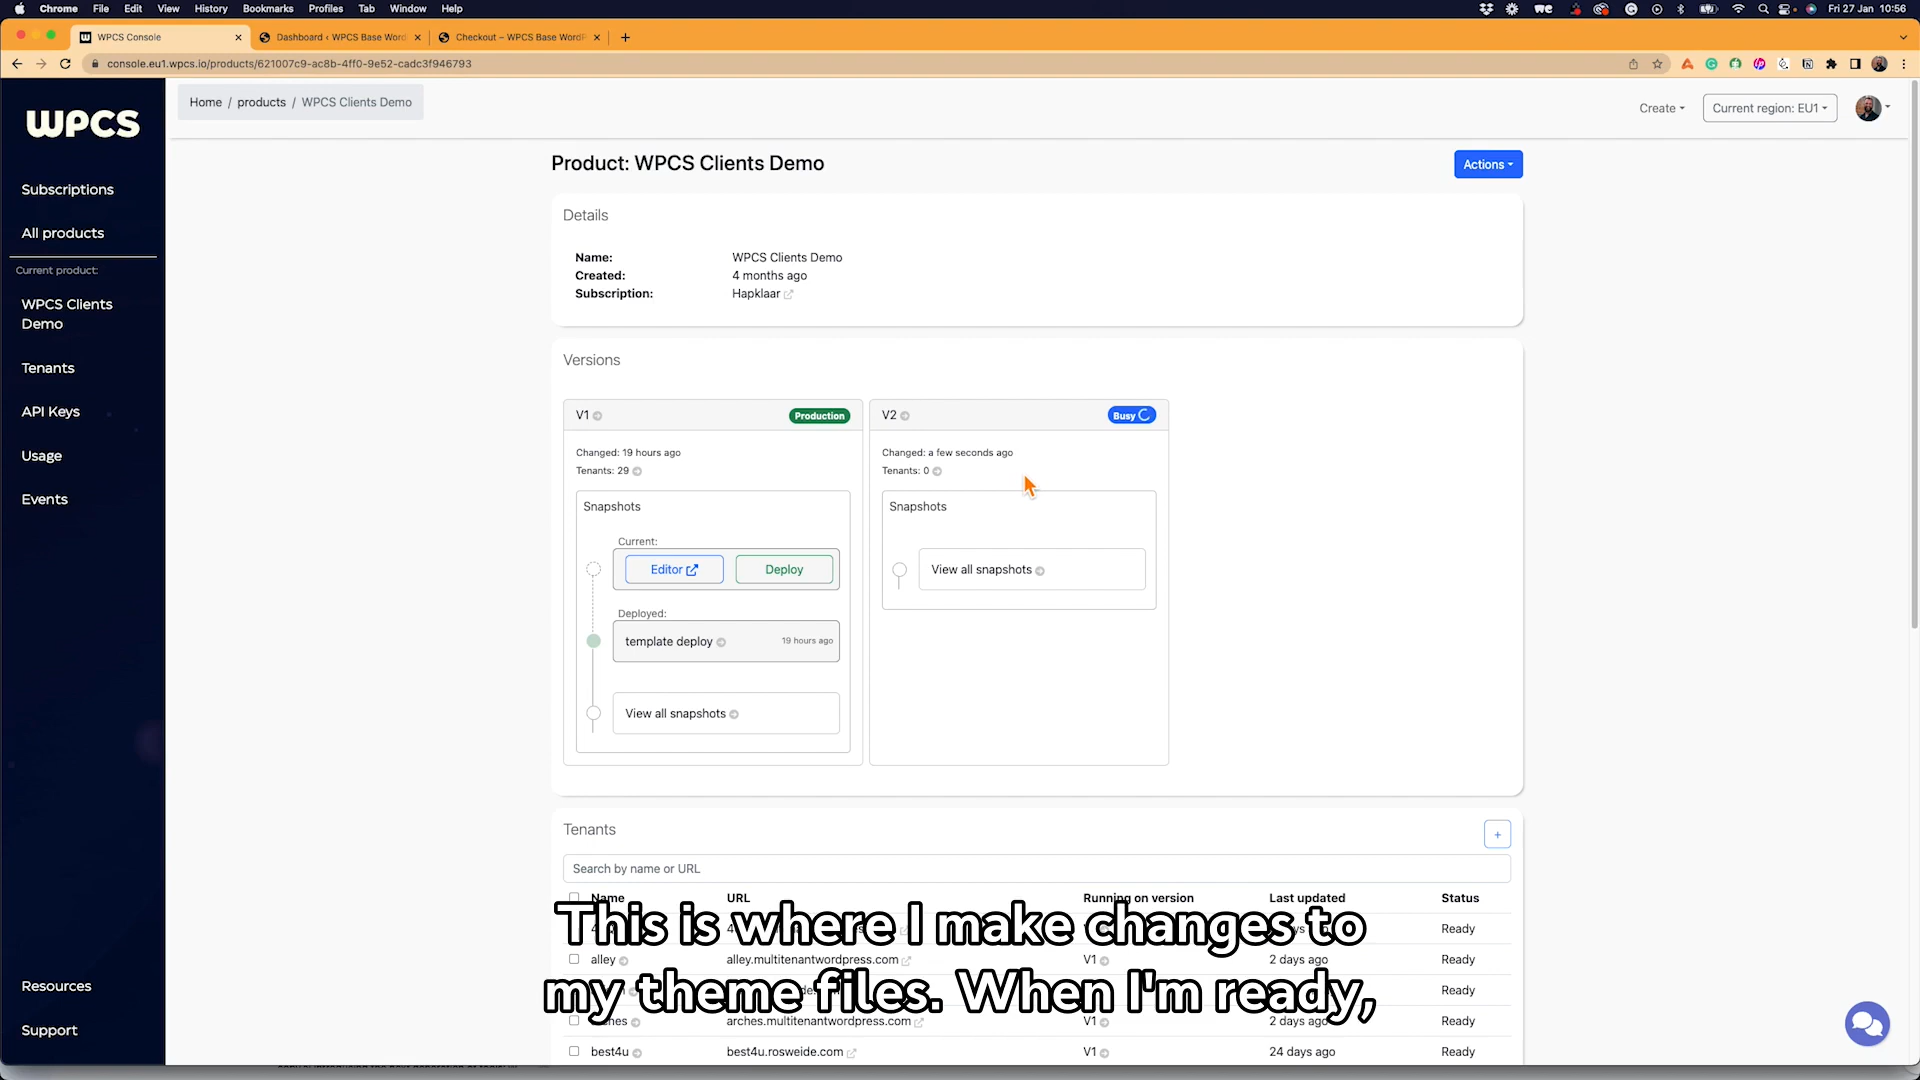 Chrome File Edit View History Bookmarks Profiles Tab Window Help Fri 27 Jan 10:56
WPCS Console Dashboard ‹ WPCS Base Word Checkout – WPCS Base WordP
console.eu1.wpcs.io/products/621007c9-ac8b-4ff0-9e52-cadc3f946793
WPCS
Subscriptions
All products
Current product:
WPCS Clients
Demo
Tenants
API Keys
Usage
Events
Resources
Support
Home / products / WPCS Clients Demo
Create
Current region: EU1
Product: WPCS Clients Demo
Actions
Details
Name: WPCS Clients Demo
Created: 4 months ago
Subscription: Hapklaar
Versions
V1 Production
Changed: 19 hours ago
Tenants: 29
Snapshots
Current:
Editor Deploy
Deployed:
template deploy 19 hours ago
View all snapshots
V2 Busy
Changed: a few seconds ago
Tenants: 0
Snapshots
View all snapshots
Tenants
+
Search by name or URL
Name URL Running on version Last updated Status
Ready
alley alley.multitenantwordpress.com V1 2 days ago Ready
Ready
arches.multitenantwordpress.com V1 2 days ago Ready
best4u best4u.rosweide.com V1 24 days ago Ready
This is where I make changes to
my theme files. When I'm ready,